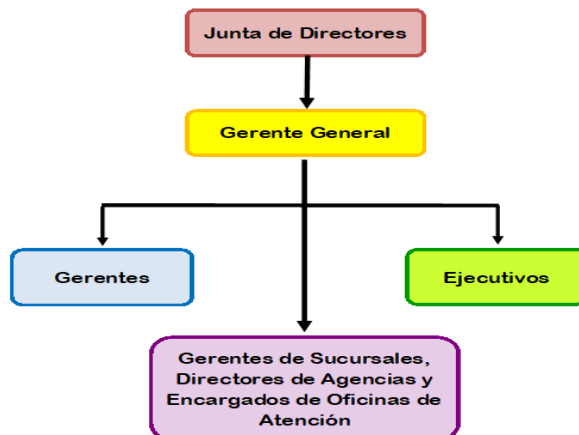 Junta de Directores
Gerente General
Gerentes
Ejecutivos
Gerentes de Sucursales,
Directores de Agencias y
Encargados de Oficinas de
Atención